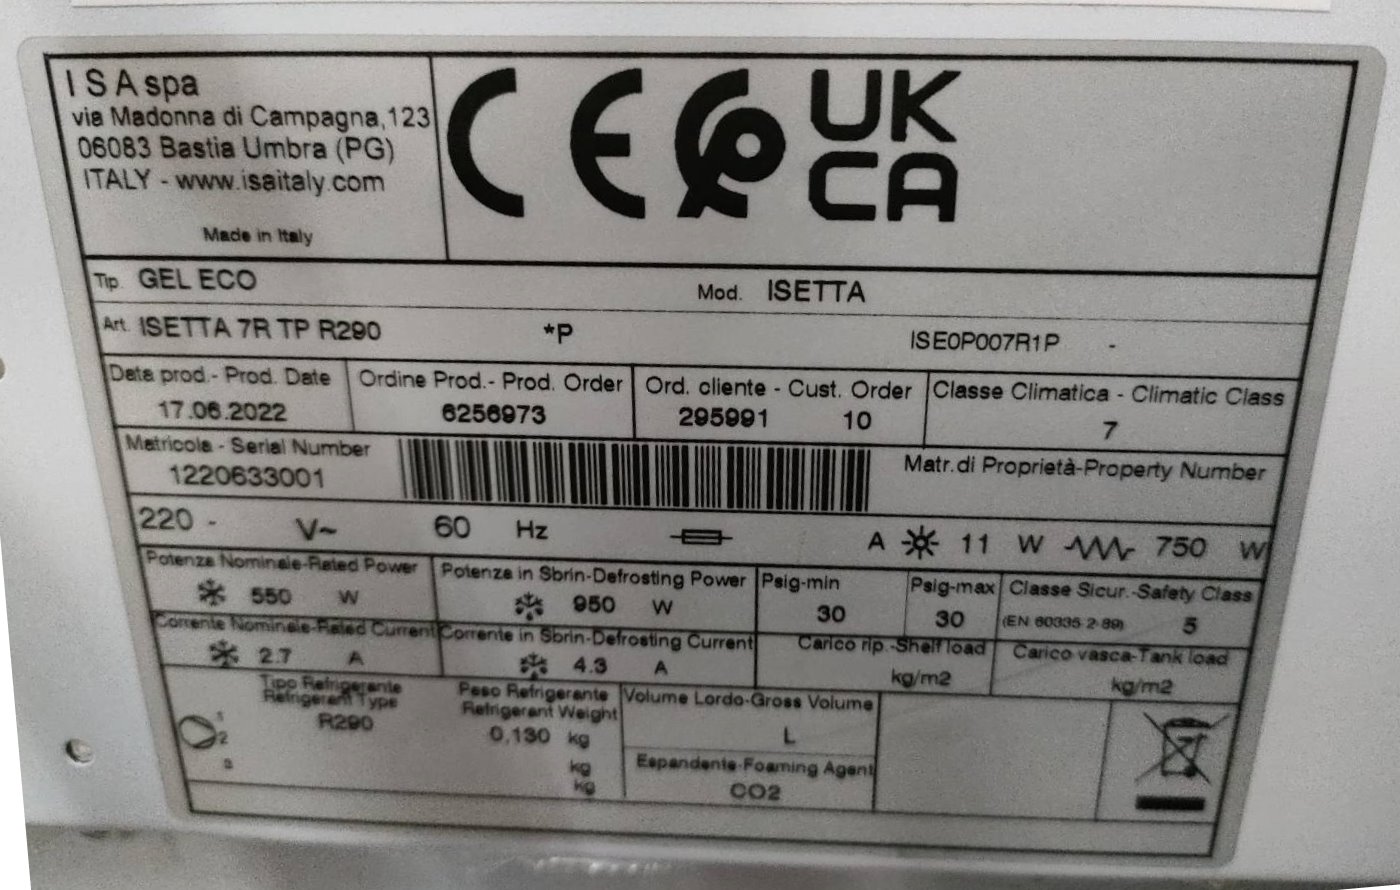 I S A spa
via Madonna di Campagna,123
06083 Bastia Umbra (PG)
ITALY - www.isaitaly.com
Made in Italy
CE UK
CA
Tip. GEL ECO Mod. ISETTA
Art. ISETTA 7R TP R290 *P ISE0P007R1P -
Data prod.- Prod. Date Ordine Prod.- Prod. Order Ord. cliente - Cust. Order Classe Climatica - Climatic Class
17.06.2022 6256973 295991 10 7
Matricola - Serial Number Matr.di Proprietà-Property Number
1220633001
220 - V~ 60 Hz A 11 W 750 W
Potenza Nominale-Rated Power Potenza in Sbrin-Defrosting Power Psig-min Psig-max Classe Sicur.-Safety Class
550 W 950 W 30 30 (EN 60335-2-89) 5
Corrente Nominale-Rated Current Corrente in Sbrin-Defrosting Current Carico rip.-Shelf load Carico vasca-Tank load
2.7 A 4.3 A kg/m2 kg/m2
Tipo Refrigerante Peso Refrigerante Volume Lordo-Gross Volume
Refrigerant Type Refrigerant Weight
R290 0,130 kg L
1
2
3
kg
kg
Espandente-Foaming Agent
CO2